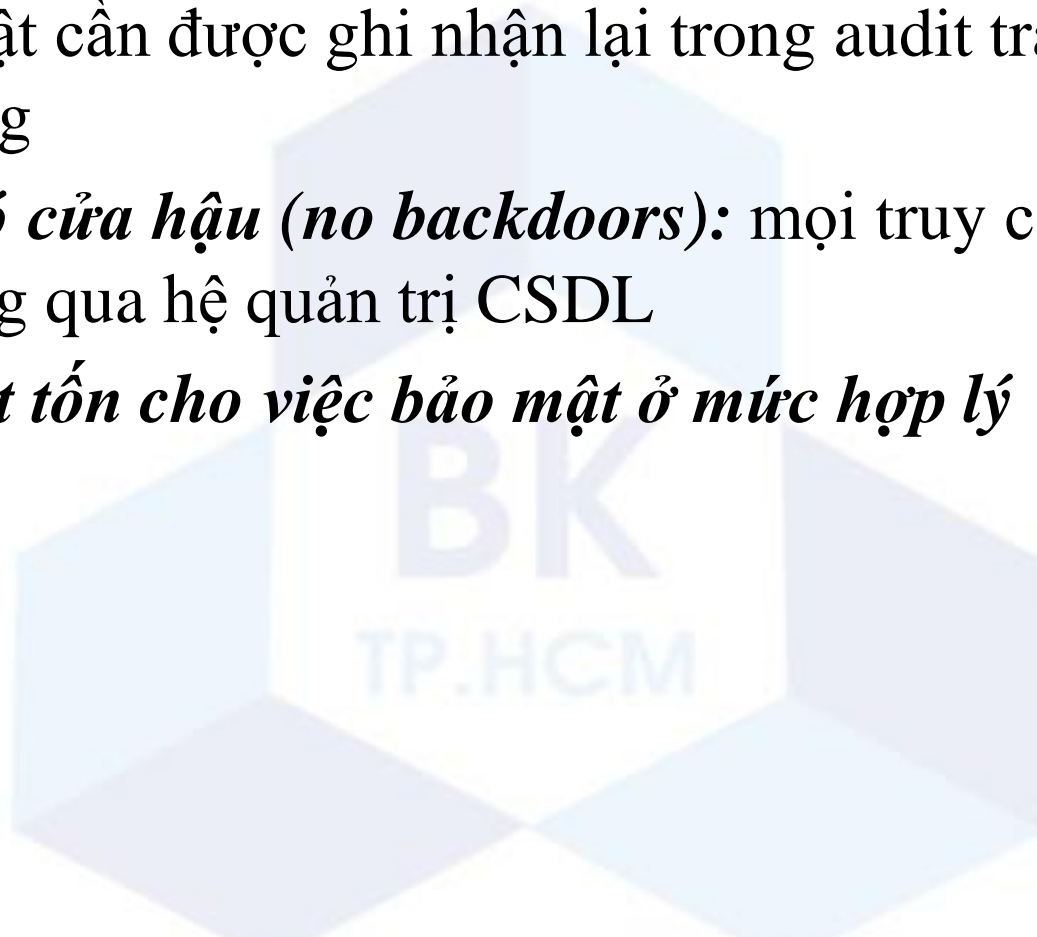 ật cần được ghi nhận lại trong audit tra
g
ó cửa hậu (no backdoors): mọi truy c
g qua hệ quản trị CSDL
t tốn cho việc bảo mật ở mức hợp lý
BK
TP.HCM